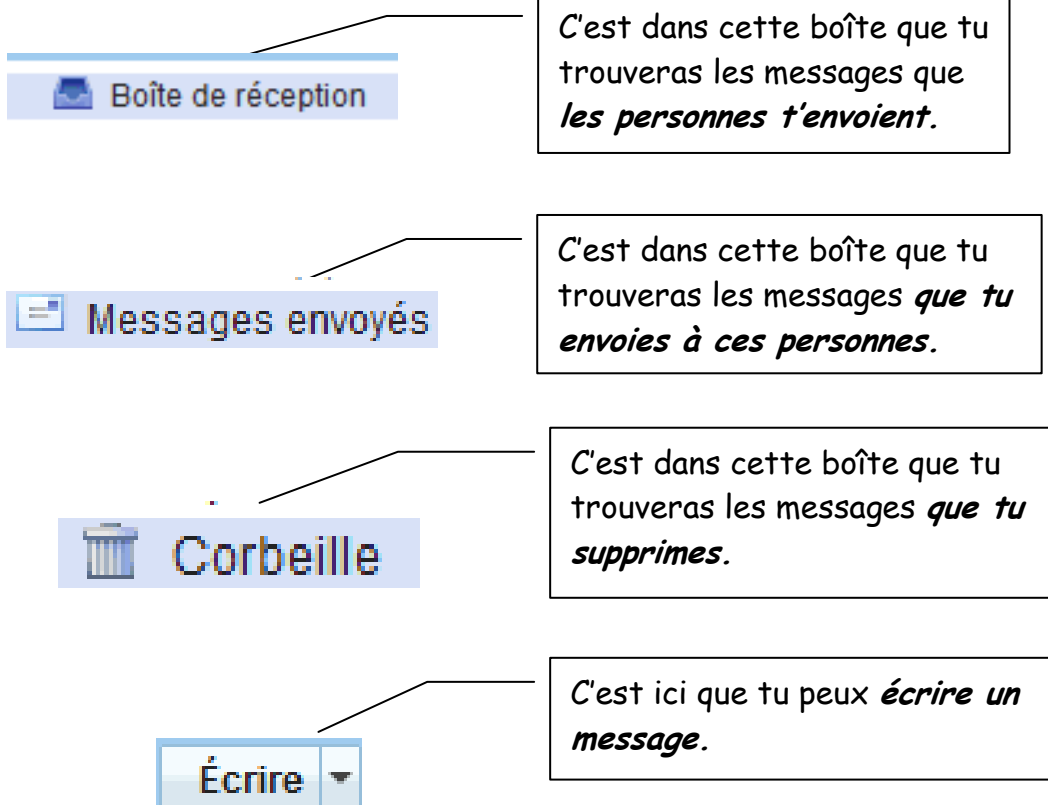 C'est dans cette boîte que tu
trouveras les messages que
les personnes t'envoient.
Boîte de réception
C'est dans cette boîte que tu
trouveras les messages que tu
envoies à ces personnes.
Messages envoyés
C'est dans cette boîte que tu
trouveras les messages que tu
supprimes.
Corbeille
C'est ici que tu peux écrire un
message.
Écrire